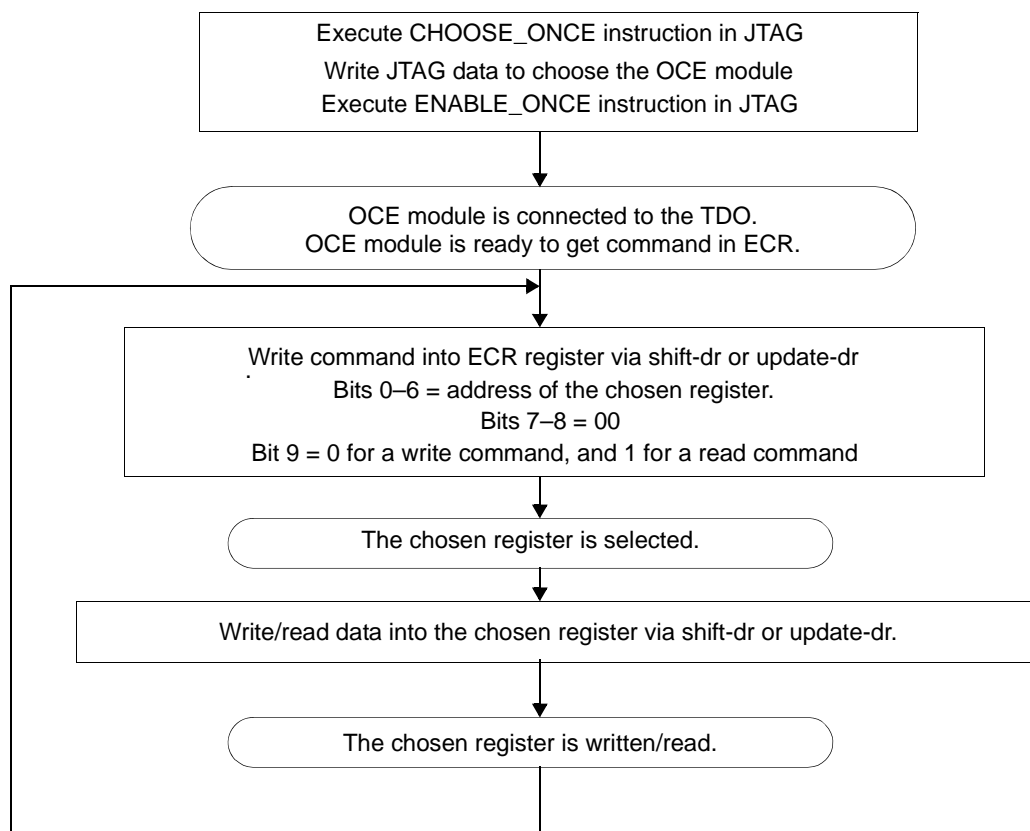 Execute CHOOSE_ONCE instruction in JTAG
Write JTAG data to choose the OCE module
Execute ENABLE_ONCE instruction in JTAG
OCE module is connected to the TDO.
OCE module is ready to get command in ECR.
Write command into ECR register via shift-dr or update-dr
Bits 0–6 = address of the chosen register.
Bits 7–8 = 00
Bit 9 = 0 for a write command, and 1 for a read command
The chosen register is selected.
Write/read data into the chosen register via shift-dr or update-dr.
The chosen register is written/read.